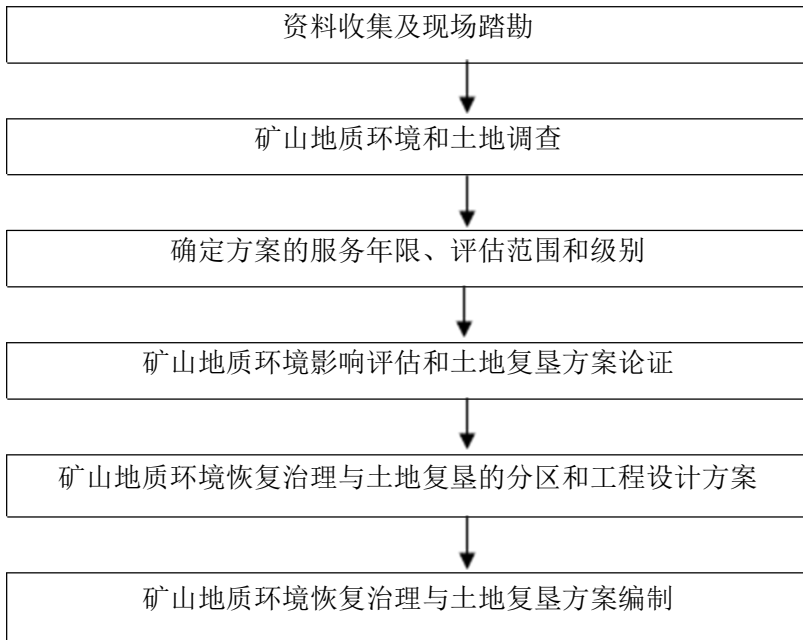 资料收集及现场踏勘
矿山地质环境和土地调查
确定方案的服务年限、评估范围和级别
矿山地质环境影响评估和土地复垦方案论证
矿山地质环境恢复治理与土地复垦的分区和工程设计方案
矿山地质环境恢复治理与土地复垦方案编制